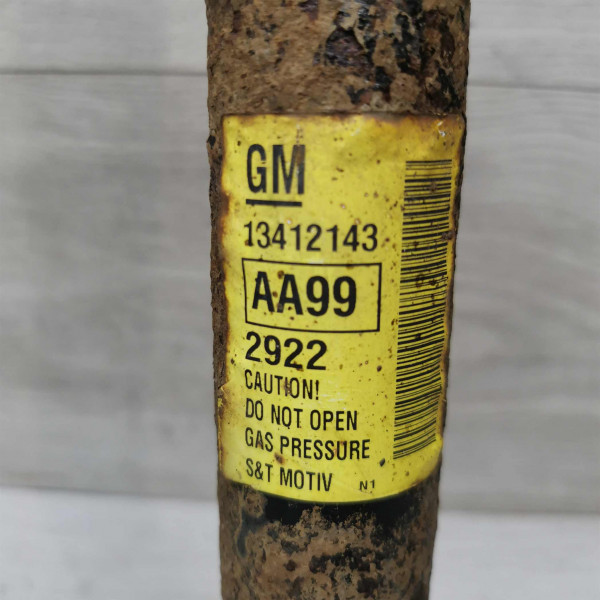 GM
13412143
AA99
2922
CAUTION!
DO NOT OPEN
GAS PRESSURE
S&T MOTIV N1